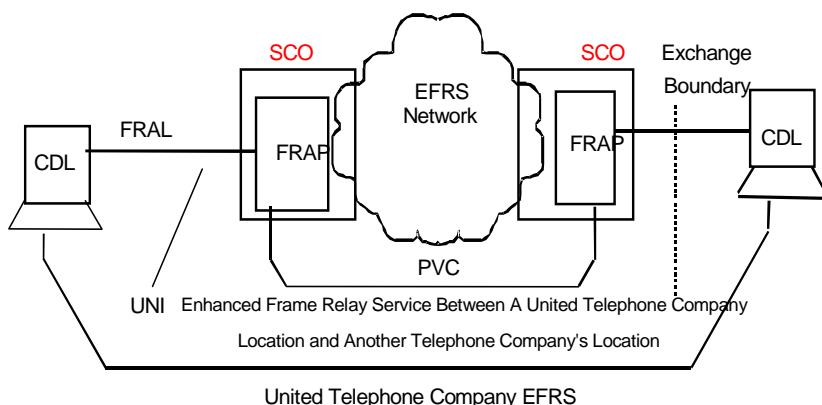 SCO
SCO
Exchange
Boundary
EFRS
Network
FRAL
FRAP
FRAP
CDL
CDL
PVC
UNI
Enhanced Frame Relay Service Between A United Telephone Company
Location and Another Telephone Company's Location
United Telephone Company EFRS